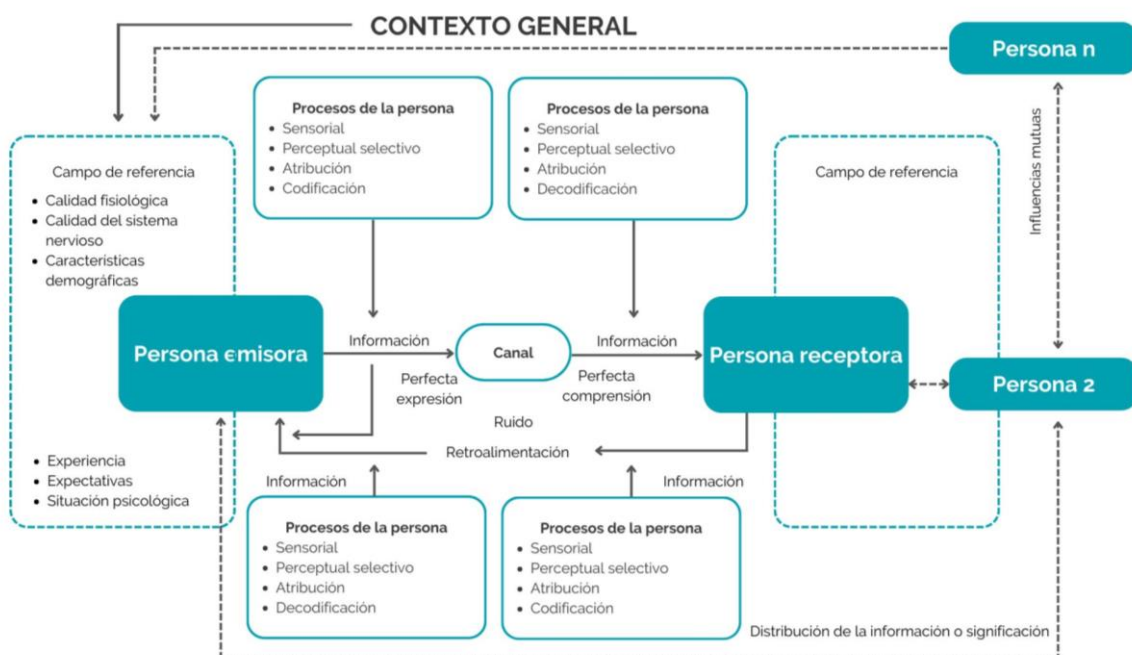 CONTEXTO GENERAL
Persona n
Procesos de la persona
• Sensorial
• Perceptual selectivo
• Atribución
• Codificación
Procesos de la persona
• Sensorial
• Perceptual selectivo
• Atribución
• Decodificación
Campo de referencia
• Calidad fisiológica
• Calidad del sistema
nervioso
• Características
demográficas
Campo de referencia
Influencias mutuas
Persona emisora
Información
Perfecta
expresión
Canal
Información
Perfecta
comprensión
Persona receptora
Persona 2
Ruido
Retroalimentación
• Experiencia
• Expectativas
• Situación psicológica
Información
Información
Procesos de la persona
• Sensorial
• Perceptual selectivo
• Atribución
• Decodificación
Procesos de la persona
• Sensorial
• Perceptual selectivo
• Atribución
• Codificación
Distribución de la información o significación